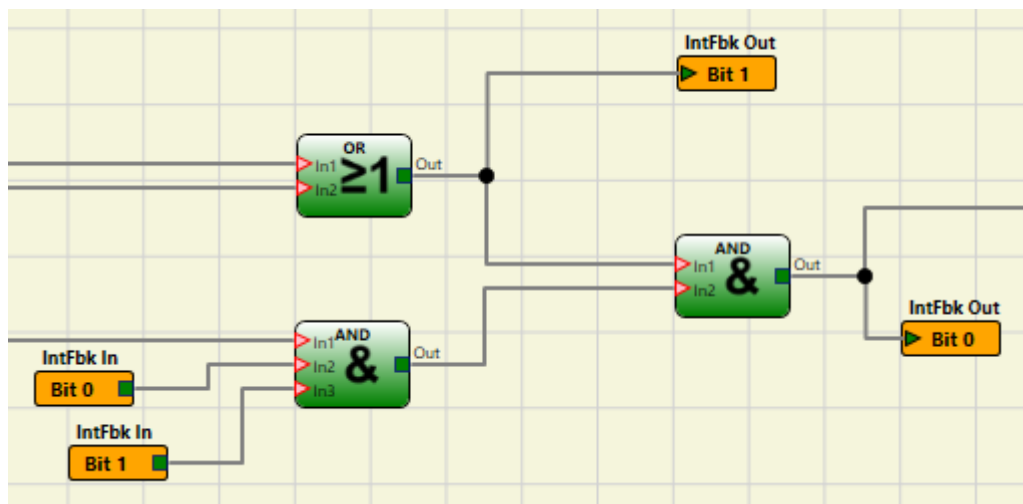 IntFbk Out
Bit 1
OR
≥1
In1
In2
Out
AND
&
In1
In2
Out
IntFbk Out
Bit 0
AND
&
In1
In2
In3
Out
IntFbk In
Bit 0
IntFbk In
Bit 1